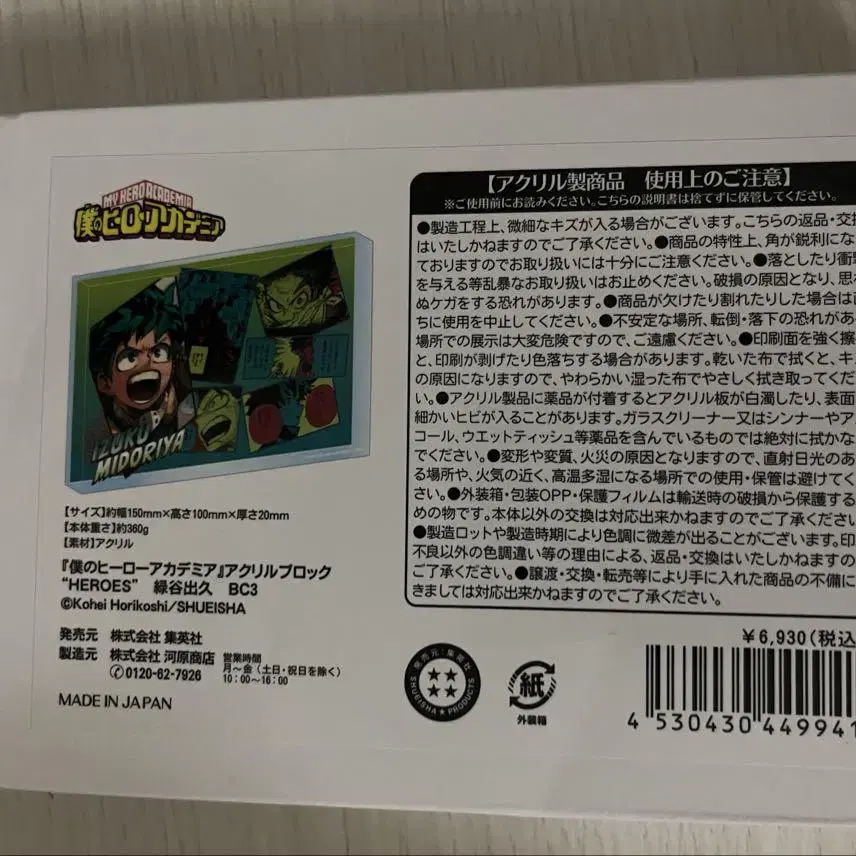 MY HERO ACADEMIA
僕のヒーローアカデミア
IZUKU
MIDORIYA
【サイズ】約幅150mm×高さ100mm×厚さ20mm
【本体重さ】約360g
【素材】アクリル
『僕のヒーローアカデミア』アクリルブロック
“HEROES” 緑谷出久 BC3
©Kohei Horikoshi/SHUEISHA
発売元 株式会社 集英社
製造元 株式会社 河原商店
0120-62-7926
営業時間
月～金（土日・祝日を除く）
10:00～16:00
MADE IN JAPAN
【アクリル製商品 使用上のご注意】
※ご使用前にお読みください。こちらの説明書は捨てずに保管してください。
●製造工程上、微細なキズが入る場合がございます。こちらの返品・交換
はいたしかねますのでご了承ください。●商品の特性上、角が鋭利にな
ておりますのでお取り扱いには十分にご注意ください。●落としたり衝撃
を与える等乱暴なお取り扱いはお止めください。破損の原因となり、思わ
ぬケガをする恐れがあります。●商品が欠けたり割れたりした場合は直
ちに使用を中止してください。●不安定な場所、転倒・落下の恐れがあ
場所での展示は大変危険ですので、ご遠慮ください。●印刷面を強く擦
と、印刷が剥げたり色落ちする場合があります。乾いた布で拭くと、キ
の原因になりますので、やわらかい湿った布でやさしく拭き取ってくだ
い。●アクリル製品に薬品が付着するとアクリル板が白濁したり、表面
細かいヒビが入ることがあります。ガラスクリーナー又はシンナーやア
コール、ウエットティッシュ等薬品を含んでいるものでは絶対に拭かな
でください。●変形や変質、火災の原因となりますので、直射日光のあ
る場所や、火気の近く、高温多湿になる場所での使用・保管は避けてく
さい。●外装箱・包装OPP・保護フィルムは輸送時の破損から保護する
めの物です。本体以外の交換は対応出来かねますのでご了承ください
●製造ロットや製造時期により色調に微差が出ることがございます。印
不良以外の色調違い等の理由による、返品・交換はいたしかねますの
ご了承ください。●譲渡・交換・転売等により手に入れた商品の不備に
きましては対応出来かねますのでご了承ください。
発売元：集英社
SHUEISHA★PRODUCTS
紙
外装箱
￥6,930（税込
4 530430 449941